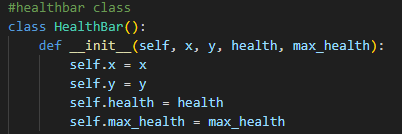 #healthbar class
class HealthBar():
    def __init__(self, x, y, health, max_health):
        self.x = x
        self.y = y
        self.health = health
        self.max_health = max_health